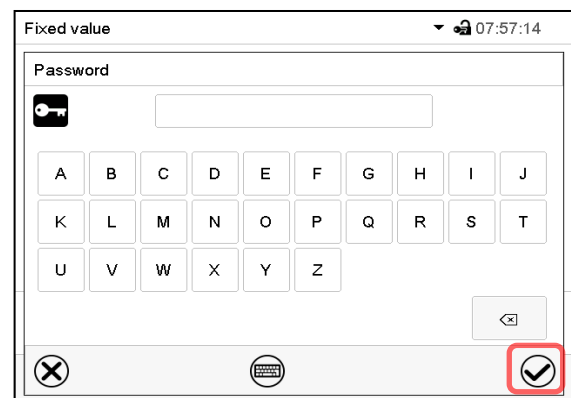 Fixed value 07:57:14
Password
A B C D E F G H I J
K L M N O P Q R S T
U V W X Y Z